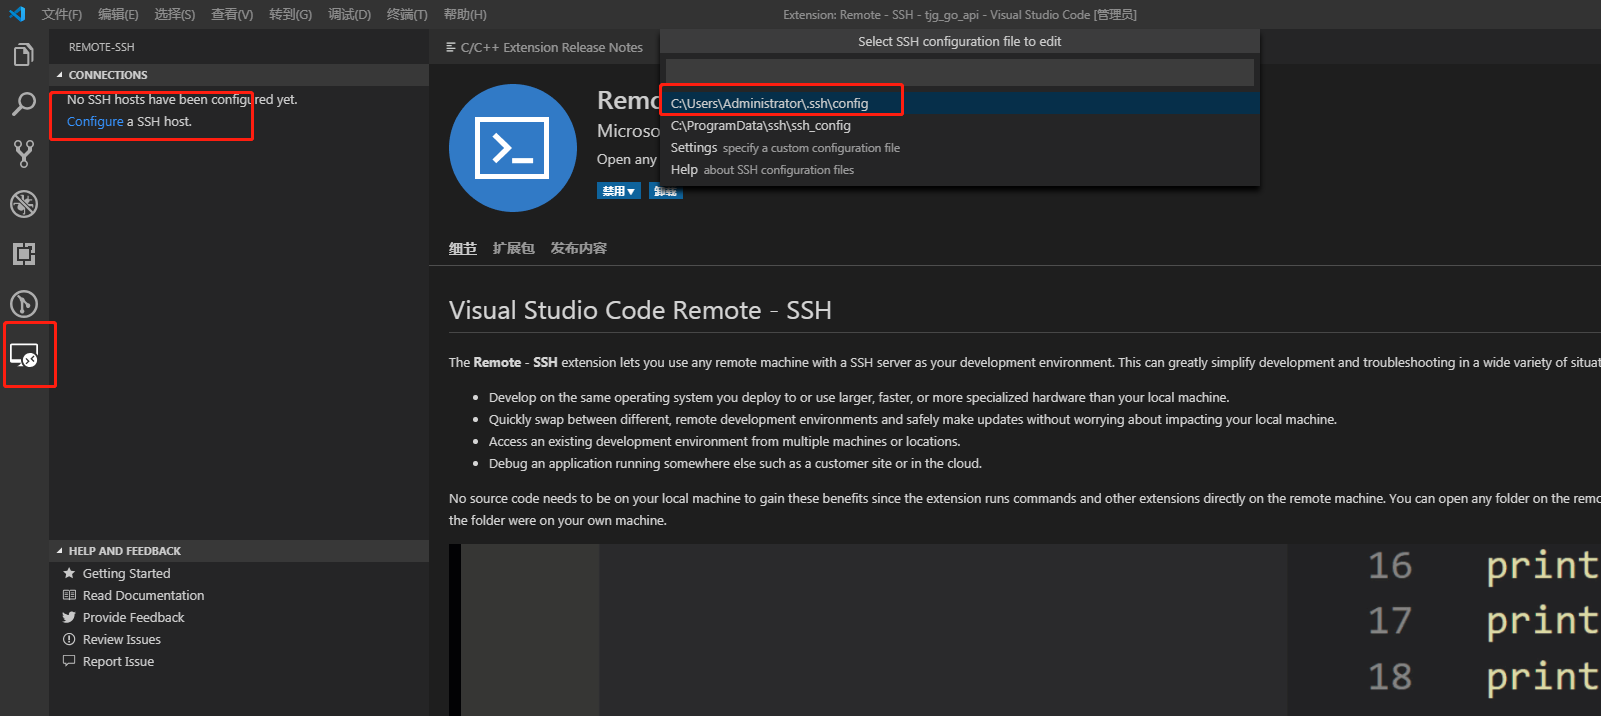 文件(F) 编辑(E) 选择(S) 查看(V) 转到(G) 调试(D) 终端(T) 帮助(H)
Extension: Remote - SSH - tjg_go_api - Visual Studio Code [管理员]
REMOTE-SSH
CONNECTIONS
No SSH hosts have been configured yet.
Configure a SSH host.
C/C++ Extension Release Notes
Select SSH configuration file to edit
C:\Users\Administrator\.ssh\config
C:\ProgramData\ssh\ssh_config
Settings specify a custom configuration file
Help about SSH configuration files
Remo
Microso
Open any
禁用 卸载
细节 扩展包 发布内容
Visual Studio Code Remote - SSH
The Remote - SSH extension lets you use any remote machine with a SSH server as your development environment. This can greatly simplify development and troubleshooting in a wide variety of situat
Develop on the same operating system you deploy to or use larger, faster, or more specialized hardware than your local machine.
Quickly swap between different, remote development environments and safely make updates without worrying about impacting your local machine.
Access an existing development environment from multiple machines or locations.
Debug an application running somewhere else such as a customer site or in the cloud.
No source code needs to be on your local machine to gain these benefits since the extension runs commands and other extensions directly on the remote machine. You can open any folder on the remo
the folder were on your own machine.
16 print
17 print
18 print
HELP AND FEEDBACK
Getting Started
Read Documentation
Provide Feedback
Review Issues
Report Issue